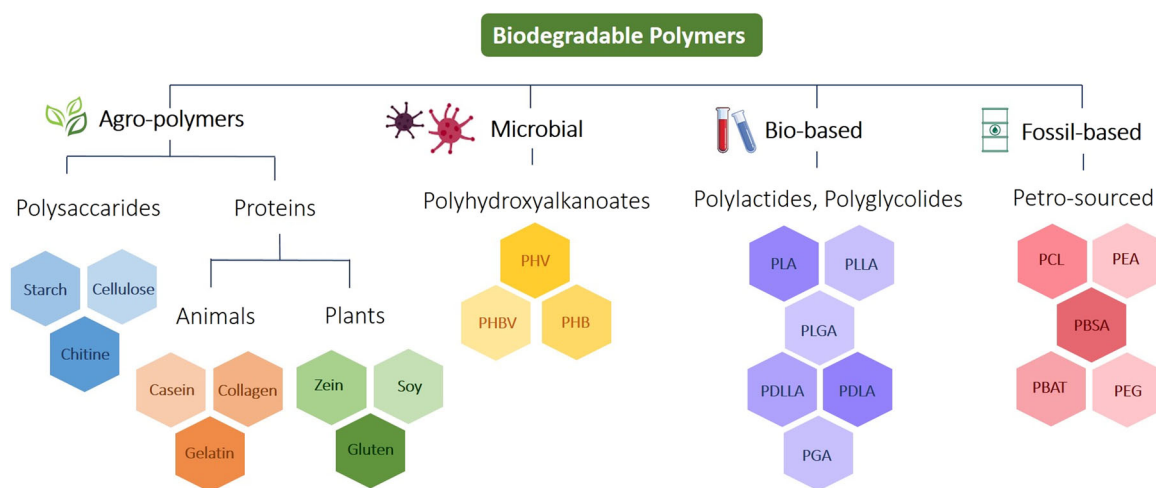 Biodegradable Polymers
Agro-polymers
Microbial
Bio-based
Fossil-based
Polysaccarides
Proteins
Polyhydroxyalkanoates
Polylactides, Polyglycolides
Petro-sourced
Starch
Cellulose
Chitine
Animals
Plants
Casein
Collagen
Gelatin
Zein
Soy
Gluten
PHV
PHBV
PHB
PLA
PLLA
PLGA
PDLLA
PDLA
PGA
PCL
PEA
PBSA
PBAT
PEG